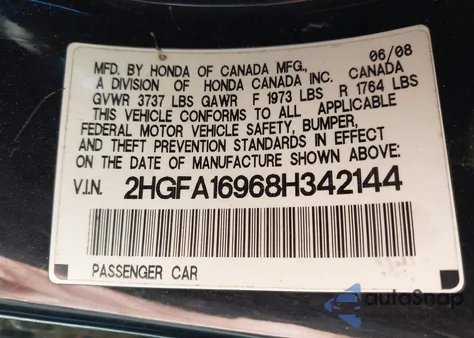 06/08
MFD. BY HONDA OF CANADA MFG.,
A DIVISION OF HONDA CANADA INC. CANADA
GVWR 3737 LBS GAWR F 1973 LBS R 1764 LBS
THIS VEHICLE CONFORMS TO ALL APPLICABLE
FEDERAL MOTOR VEHICLE SAFETY, BUMPER,
AND THEFT PREVENTION STANDARDS IN EFFECT
ON THE DATE OF MANUFACTURE SHOWN ABOVE:
V.I.N. 2HGFA16968H342144
PASSENGER CAR
autoSnap